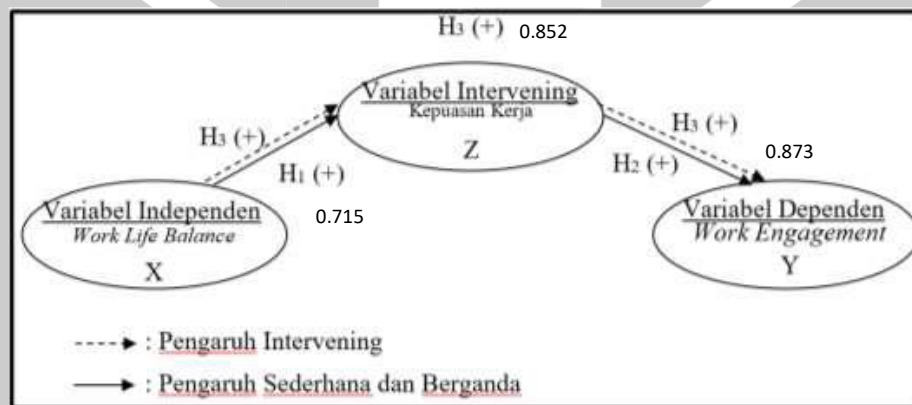 H3 (+) 0.852
Variabel Intervening
Kepuasan Kerja
Z
H3 (+)
H1 (+)
H3 (+)
H2 (+)
0.873
Variabel Independen
Work Life Balance
X
0.715
Variabel Dependen
Work Engagement
Y
: Pengaruh Intervening
: Pengaruh Sederhana dan Berganda